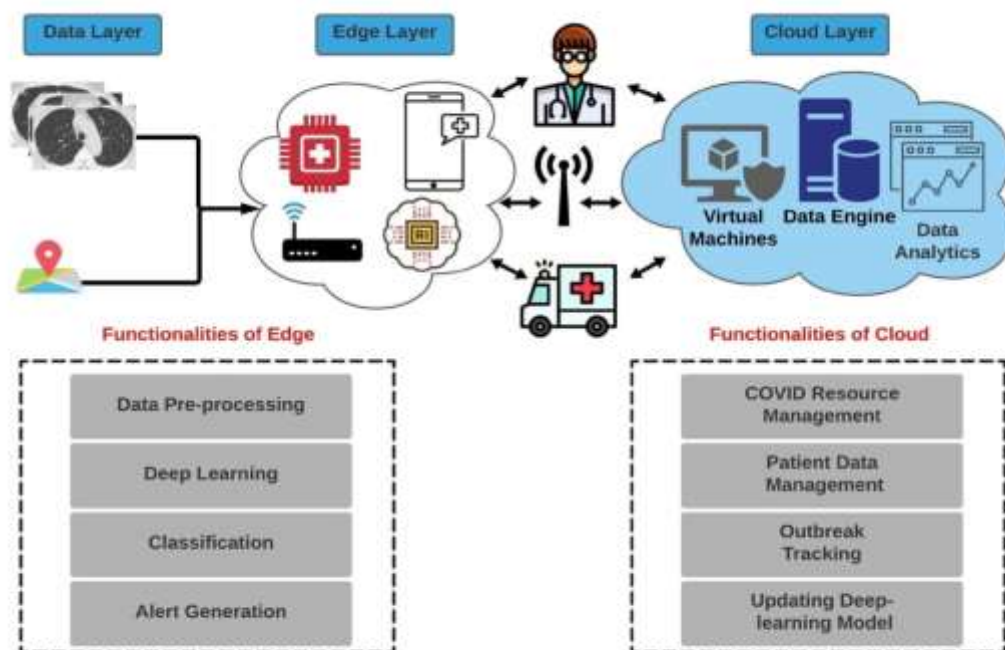 Data Layer
Edge Layer
Cloud Layer
Virtual
Machines
Data Engine
Data
Analytics
Functionalities of Edge
Data Pre-processing
Deep Learning
Classification
Alert Generation
Functionalities of Cloud
COVID Resource
Management
Patient Data
Management
Outbreak
Tracking
Updating Deep-
learning Model